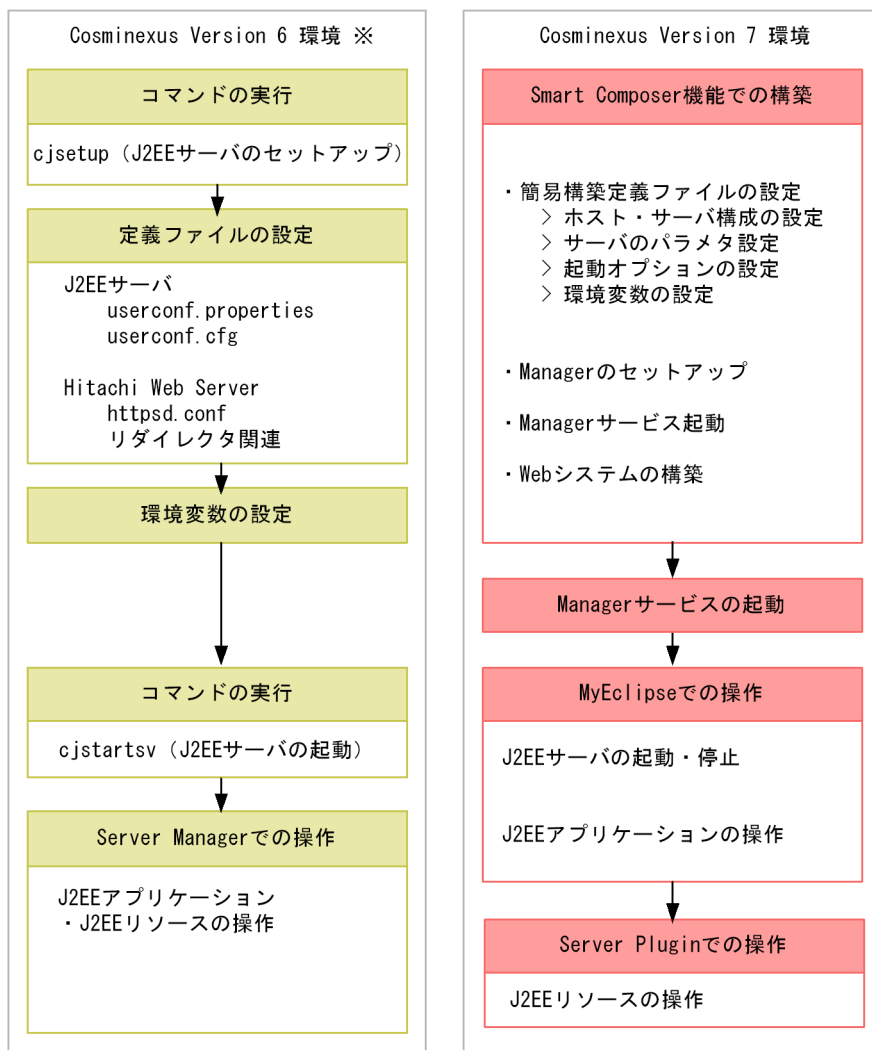 Cosminexus Version 6 環境 ※
コマンドの実行
cjsetup（J2EEサーバのセットアップ）
定義ファイルの設定
J2EEサーバ
userconf.properties
userconf.cfg
Hitachi Web Server
httpsd.conf
リダイレクタ関連
環境変数の設定
コマンドの実行
cjstartsv（J2EEサーバの起動）
Server Managerでの操作
J2EEアプリケーション
・J2EEリソースの操作
Cosminexus Version 7 環境
Smart Composer機能での構築
・簡易構築定義ファイルの設定
> ホスト・サーバ構成の設定
> サーバのパラメタ設定
> 起動オプションの設定
> 環境変数の設定
・Managerのセットアップ
・Managerサービス起動
・Webシステムの構築
Managerサービスの起動
MyEclipseでの操作
J2EEサーバの起動・停止
J2EEアプリケーションの操作
Server Pluginでの操作
J2EEリソースの操作